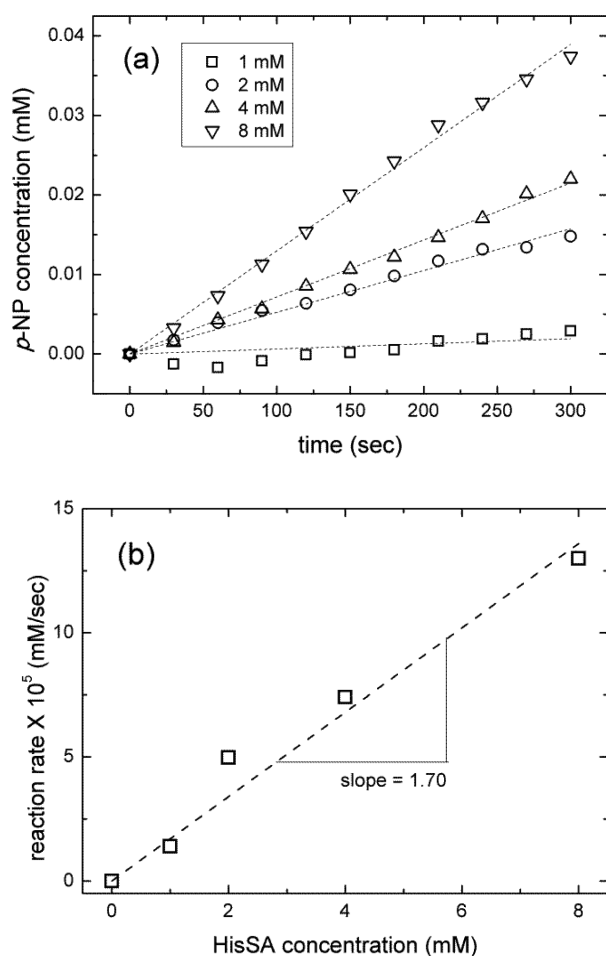 (a)
1 mM
2 mM
4 mM
8 mM
0.04
0.03
0.02
0.01
0.00
p-NP concentration (mM)
0 50 100 150 200 250 300
time (sec)
(b)
15
10
5
0
reaction rate X 10⁵ (mM/sec)
slope = 1.70
0 2 4 6 8
HisSA concentration (mM)